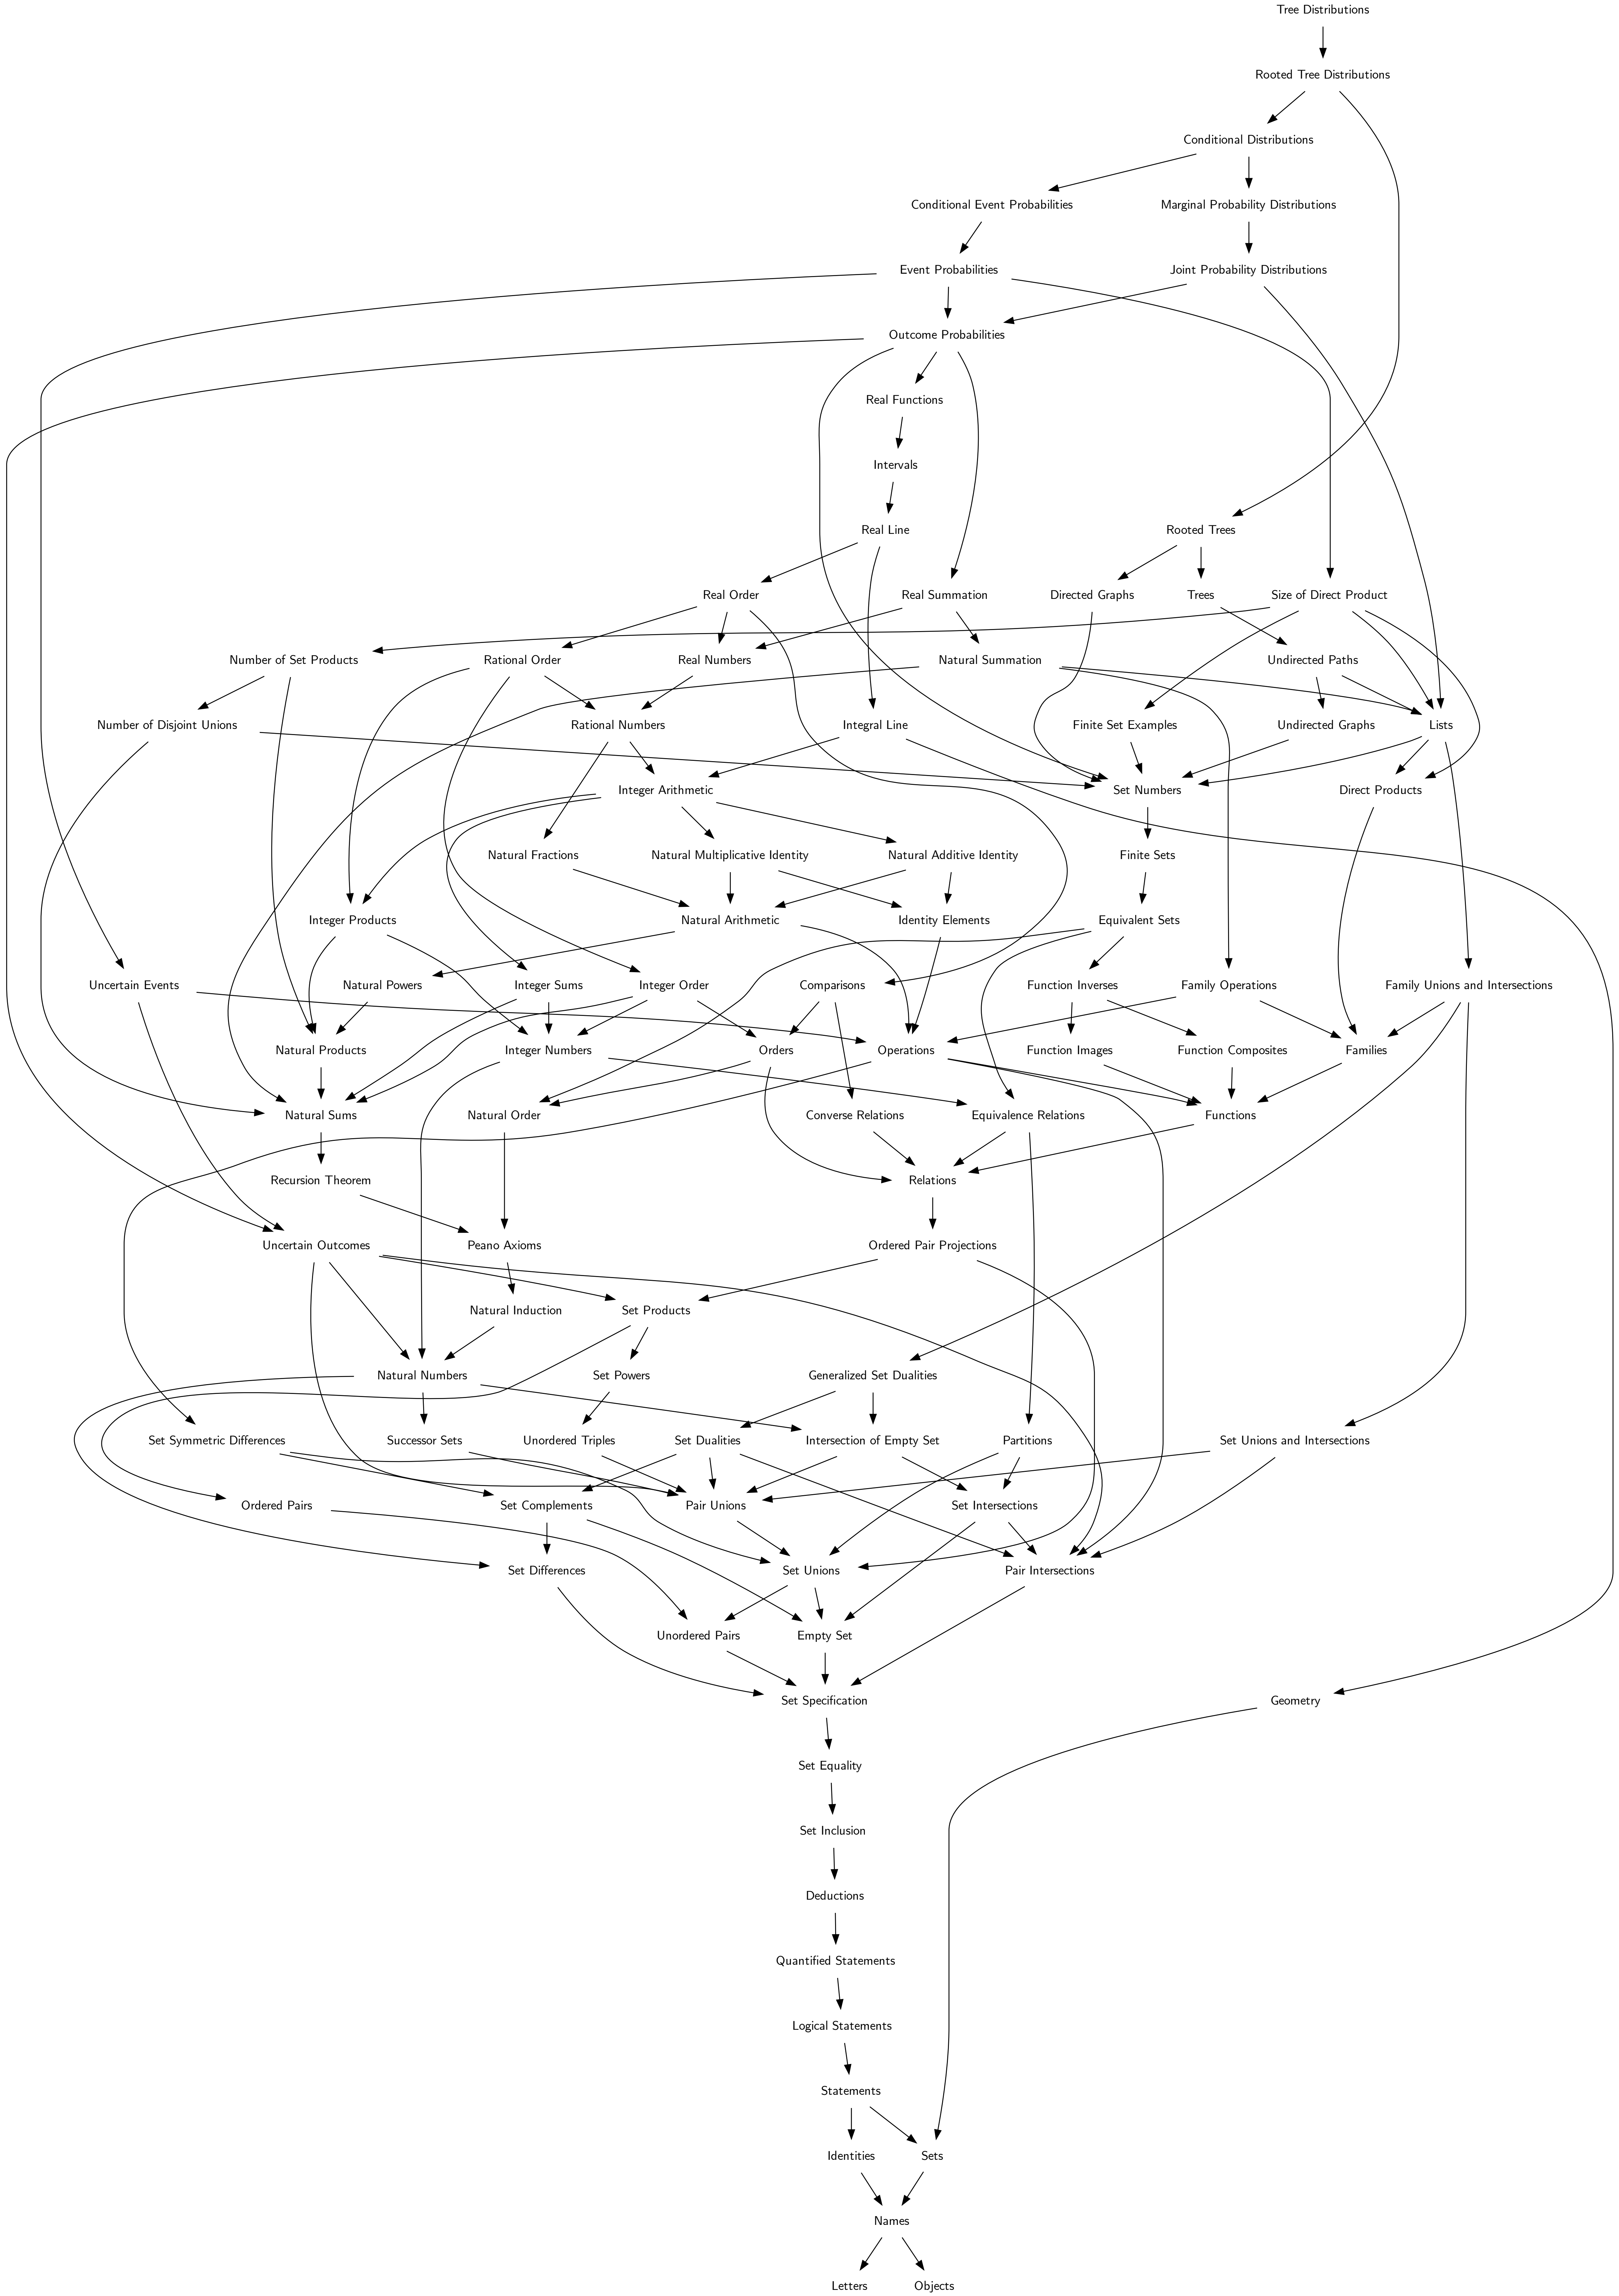 Tree Distributions
Rooted Tree Distributions
Conditional Distributions
Conditional Event Probabilities
Marginal Probability Distributions
Event Probabilities
Joint Probability Distributions
Outcome Probabilities
Real Functions
Intervals
Real Line
Rooted Trees
Real Order
Real Summation
Directed Graphs
Trees
Size of Direct Product
Number of Set Products
Rational Order
Real Numbers
Natural Summation
Undirected Paths
Number of Disjoint Unions
Rational Numbers
Integral Line
Finite Set Examples
Undirected Graphs
Lists
Integer Arithmetic
Set Numbers
Direct Products
Natural Fractions
Natural Multiplicative Identity
Natural Additive Identity
Finite Sets
Integer Products
Natural Arithmetic
Identity Elements
Equivalent Sets
Uncertain Events
Natural Powers
Integer Sums
Integer Order
Comparisons
Function Inverses
Family Operations
Family Unions and Intersections
Natural Products
Integer Numbers
Orders
Operations
Function Images
Function Composites
Families
Natural Sums
Natural Order
Converse Relations
Equivalence Relations
Functions
Recursion Theorem
Relations
Uncertain Outcomes
Peano Axioms
Ordered Pair Projections
Natural Induction
Set Products
Natural Numbers
Set Powers
Generalized Set Dualities
Set Symmetric Differences
Successor Sets
Unordered Triples
Set Dualities
Intersection of Empty Set
Partitions
Set Unions and Intersections
Ordered Pairs
Set Complements
Pair Unions
Set Intersections
Set Differences
Set Unions
Pair Intersections
Unordered Pairs
Empty Set
Set Specification
Geometry
Set Equality
Set Inclusion
Deductions
Quantified Statements
Logical Statements
Statements
Identities
Sets
Names
Letters
Objects